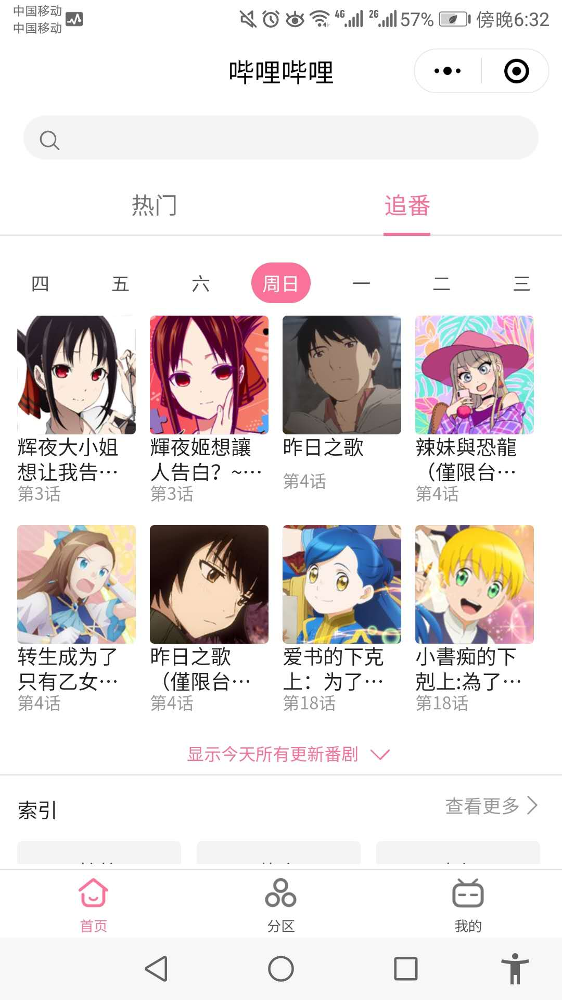 中国移动
中国移动
4G 2G 57% 傍晚6:32
哔哩哔哩
热门 追番
四 五 六 周日 一 二 三
辉夜大小姐
想让我告…
第3话
輝夜姬想讓
人告白？~…
第3话
昨日之歌
第4话
辣妹與恐龍
（僅限台…
第4话
转生成为了
只有乙女…
第4话
昨日之歌
（僅限台…
第4话
爱书的下克
上：为了…
第18话
小書痴的下
剋上:為了…
第18话
显示今天所有更新番剧
索引
查看更多
首页 分区 我的